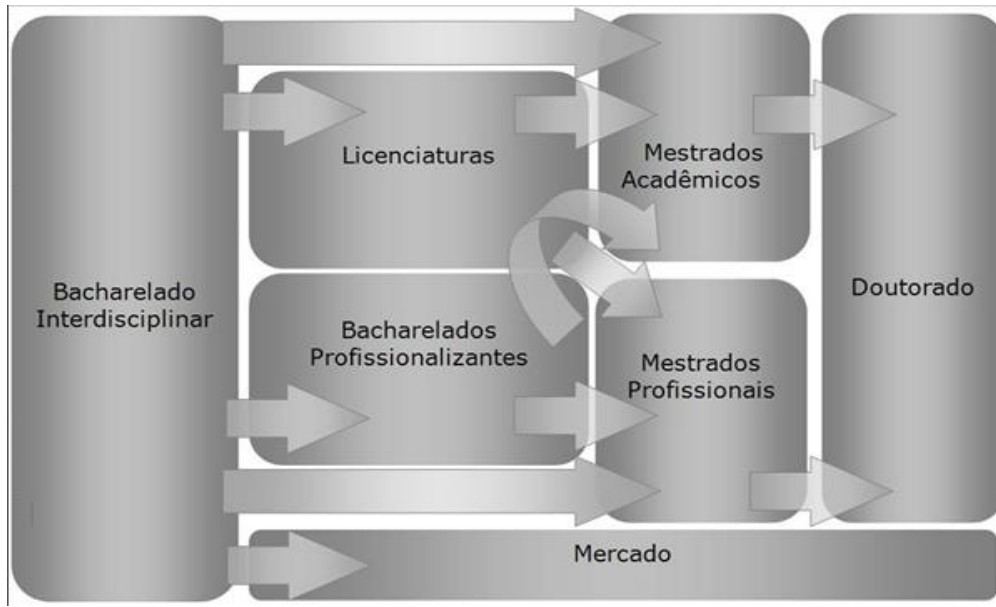 Bacharelado
Interdisciplinar
Licenciaturas
Bacharelados
Profissionalizantes
Mestrados
Acadêmicos
Mestrados
Profissionais
Doutorado
Mercado